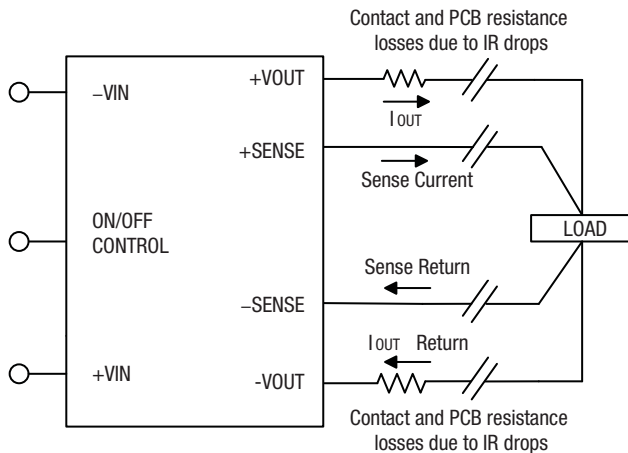 Contact and PCB resistance
losses due to IR drops
+VOUT
−VIN
IOUT
+SENSE
Sense Current
ON/OFF
CONTROL
LOAD
Sense Return
−SENSE
IOUT Return
+VIN
-VOUT
Contact and PCB resistance
losses due to IR drops